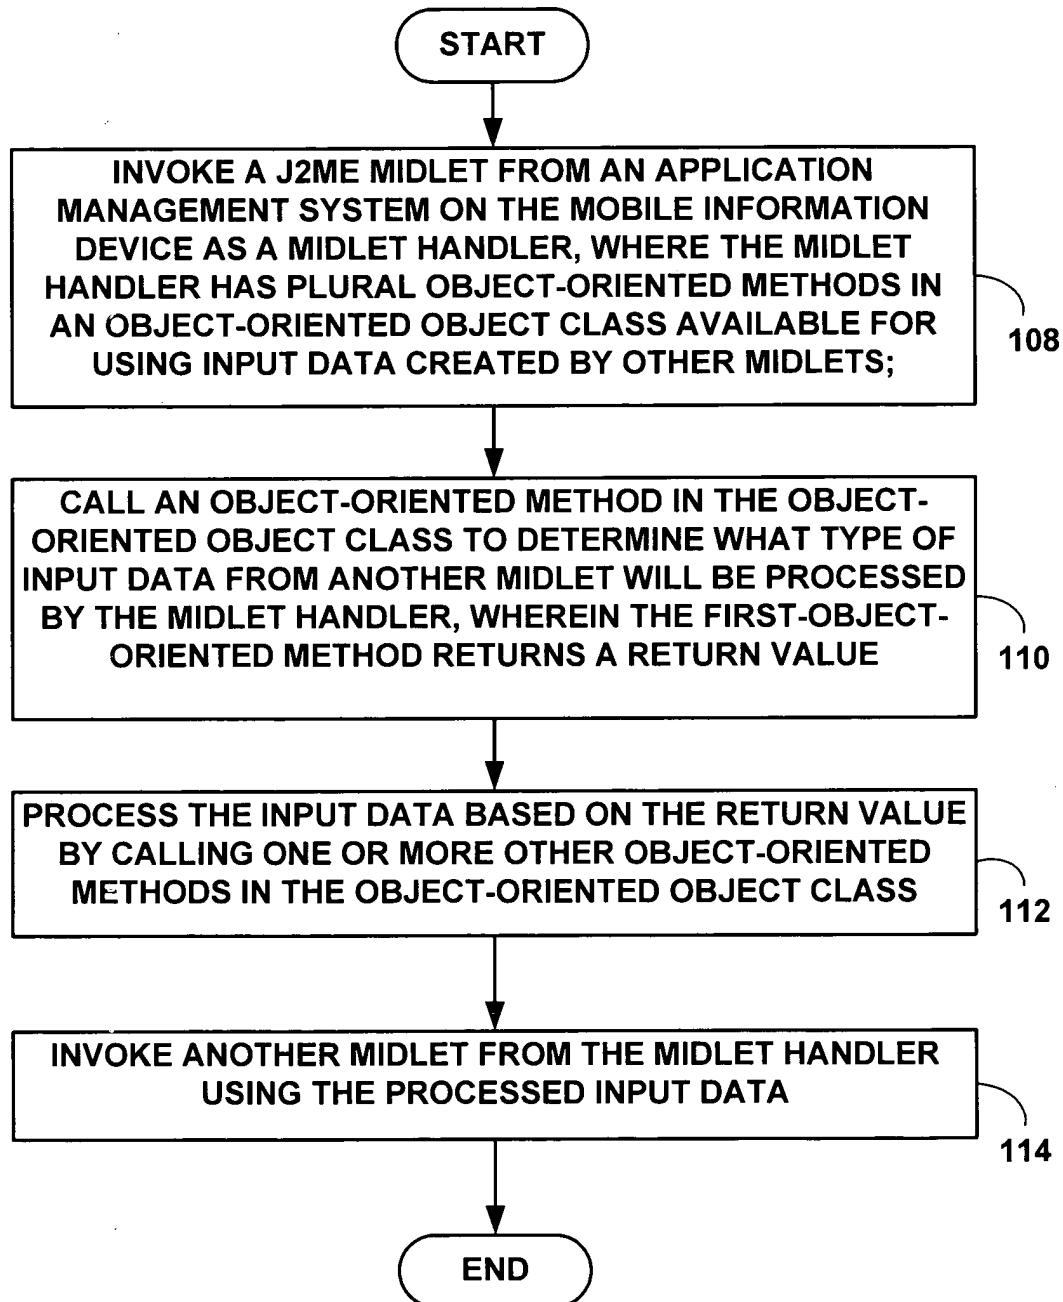 START
INVOKE A J2ME MIDLET FROM AN APPLICATION
MANAGEMENT SYSTEM ON THE MOBILE INFORMATION
DEVICE AS A MIDLET HANDLER, WHERE THE MIDLET
HANDLER HAS PLURAL OBJECT-ORIENTED METHODS IN
AN OBJECT-ORIENTED OBJECT CLASS AVAILABLE FOR
USING INPUT DATA CREATED BY OTHER MIDLETS;
108
CALL AN OBJECT-ORIENTED METHOD IN THE OBJECT-
ORIENTED OBJECT CLASS TO DETERMINE WHAT TYPE OF
INPUT DATA FROM ANOTHER MIDLET WILL BE PROCESSED
BY THE MIDLET HANDLER, WHEREIN THE FIRST-OBJECT-
ORIENTED METHOD RETURNS A RETURN VALUE
110
PROCESS THE INPUT DATA BASED ON THE RETURN VALUE
BY CALLING ONE OR MORE OTHER OBJECT-ORIENTED
METHODS IN THE OBJECT-ORIENTED OBJECT CLASS
112
INVOKE ANOTHER MIDLET FROM THE MIDLET HANDLER
USING THE PROCESSED INPUT DATA
114
END